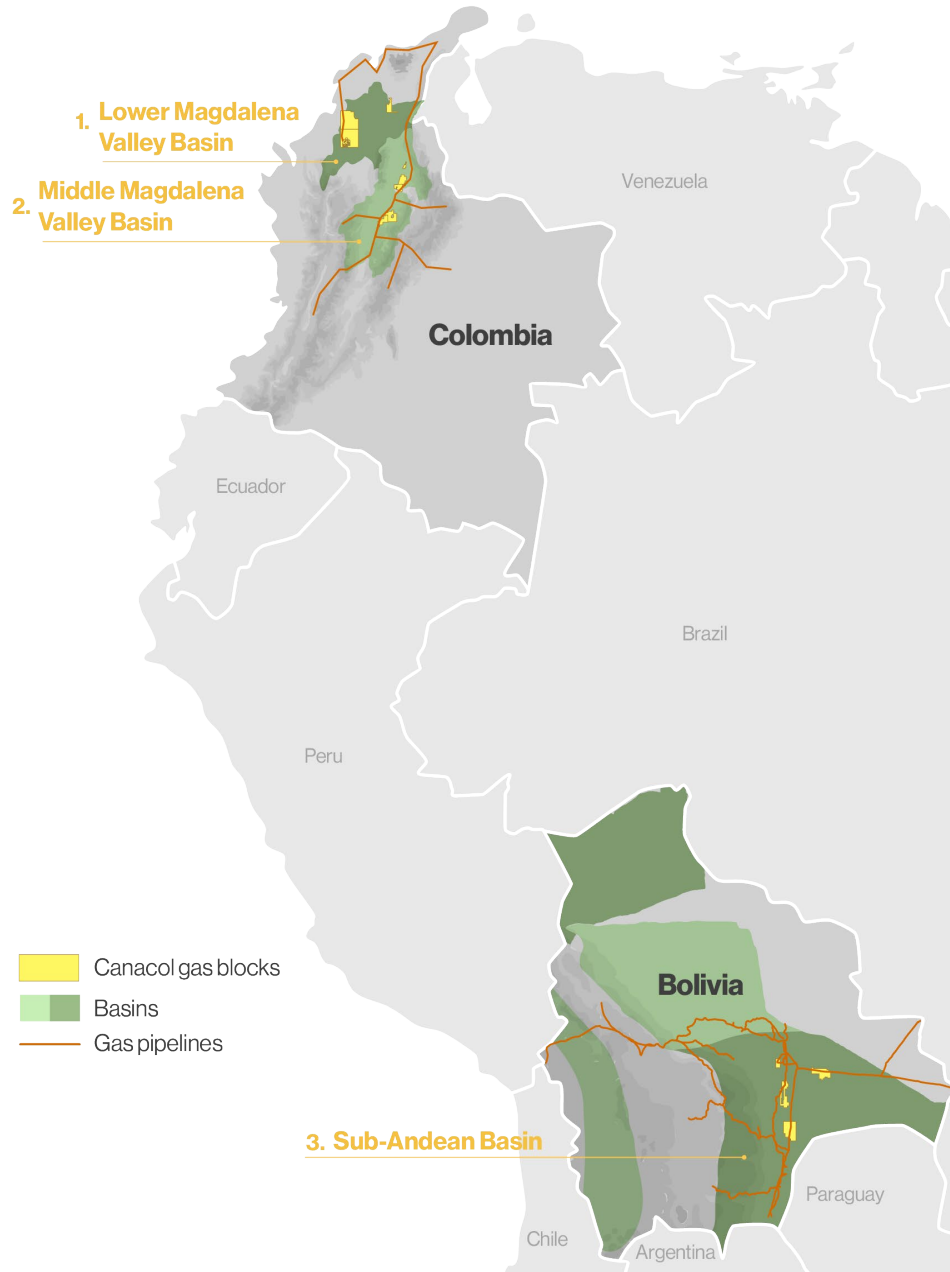 1. Lower Magdalena
Valley Basin
2. Middle Magdalena
Valley Basin
Venezuela
Colombia
Ecuador
Brazil
Peru
Canacol gas blocks
Basins
Gas pipelines
Bolivia
3. Sub-Andean Basin
Paraguay
Chile
Argentina